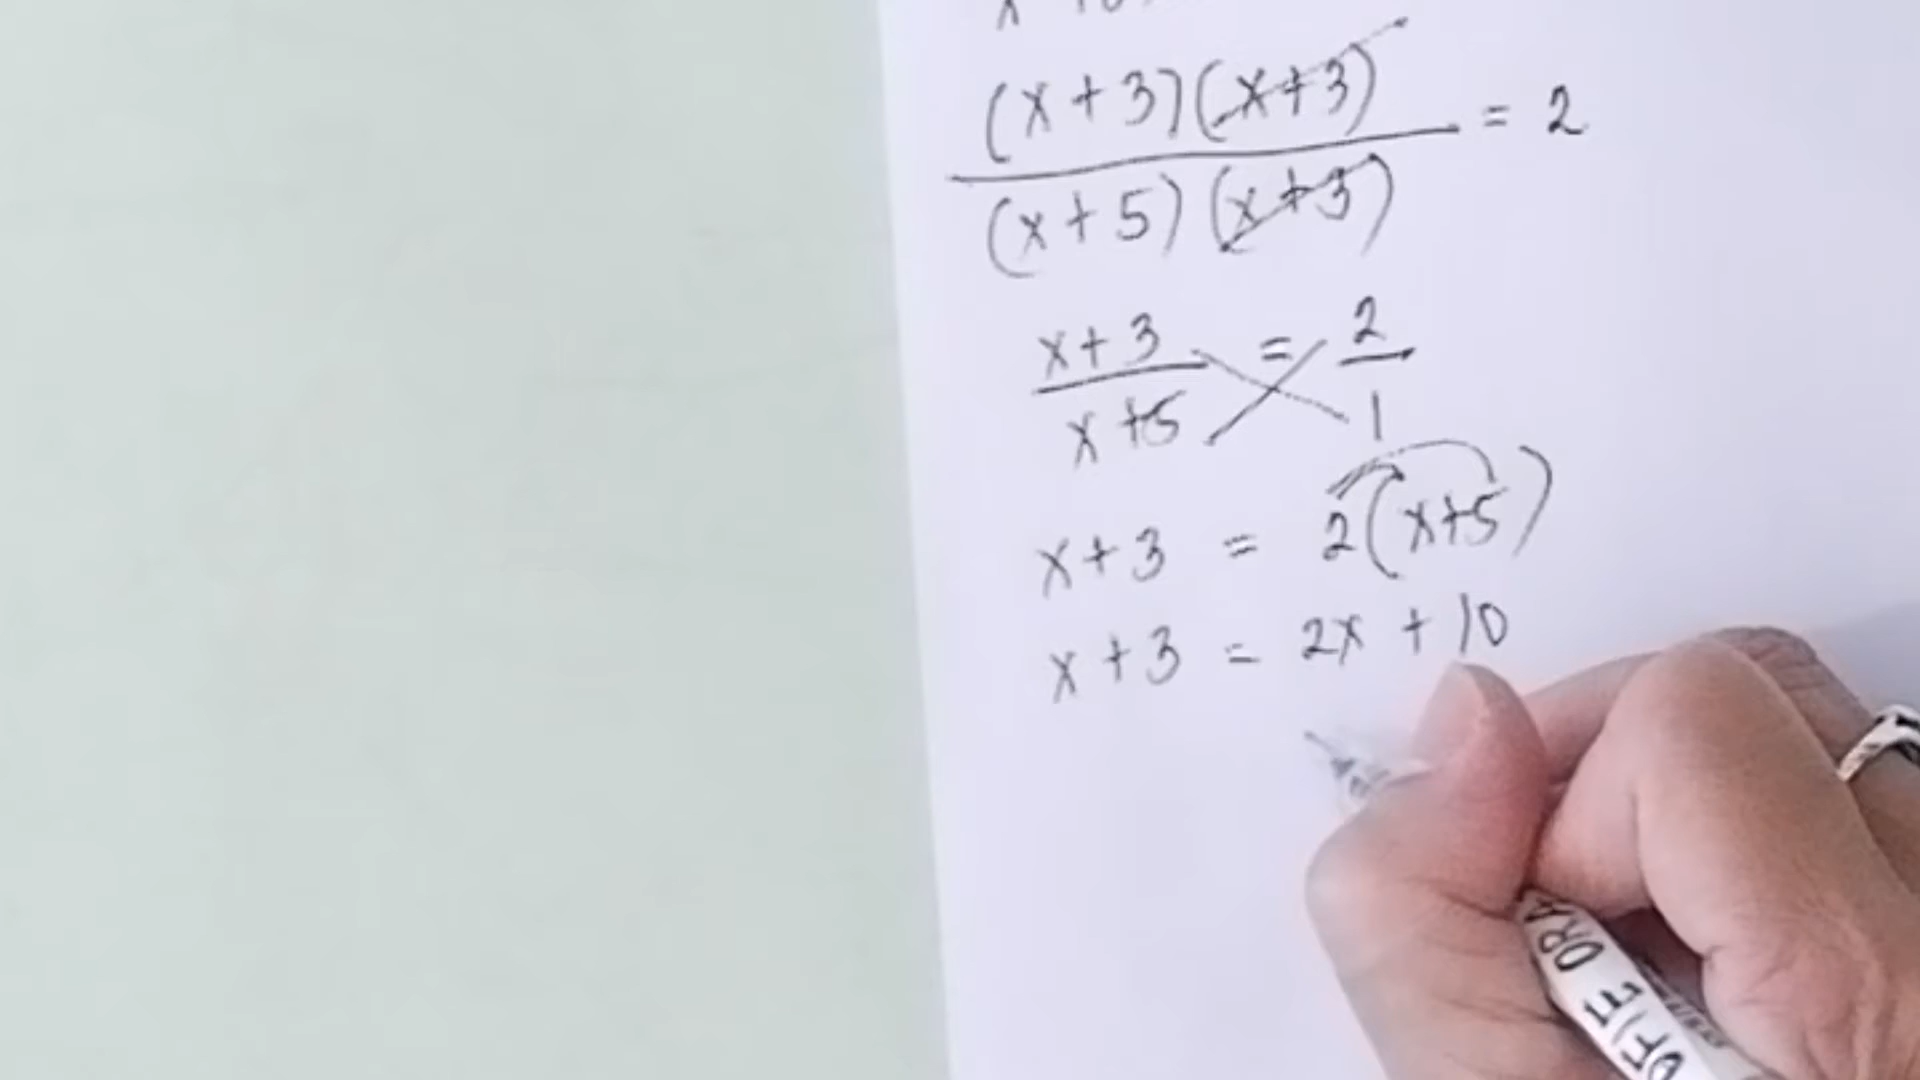 (x+3)(x+3)
= 2
(x+5)(x+3)
x+3 = 2
x+5 1
x+3 = 2(x+5)
x+3 = 2x + 10